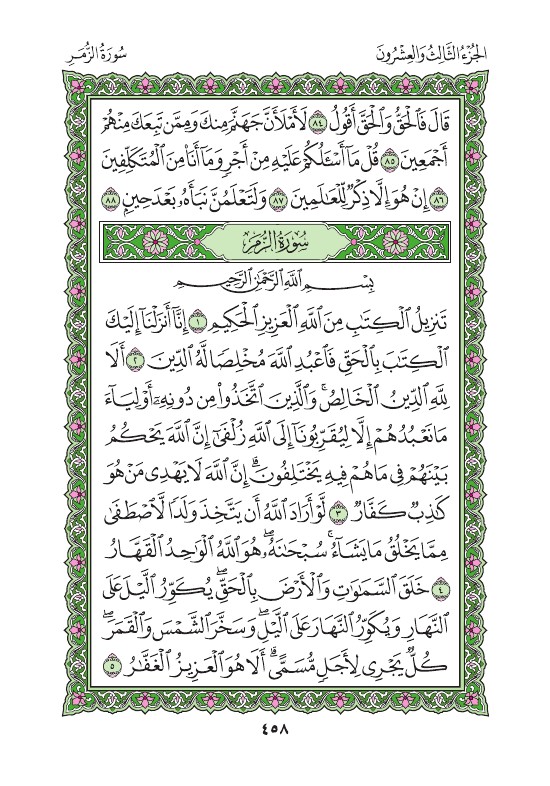 الجُزْءُ الثَّالِثُ وَالعِشْرُونَ
سُورَةُ الزُّمَرِ
قَالَ فَٱلْحَقُّ وَٱلْحَقَّ أَقُولُ ٨٤ لَأَمْلَأَنَّ جَهَنَّمَ مِنكَ وَمِمَّن تَبِعَكَ مِنْهُمْ
أَجْمَعِينَ ٨٥ قُلْ مَآ أَسْـَٔلُكُمْ عَلَيْهِ مِنْ أَجْرٍ وَمَآ أَنَا۠ مِنَ ٱلْمُتَكَلِّفِينَ
٨٦ إِنْ هُوَ إِلَّا ذِكْرٌ لِّلْعَـٰلَمِينَ ٨٧ وَلَتَعْلَمُنَّ نَبَأَهُۥ بَعْدَ حِينٍۭ ٨٨
سُورَةُ الزُّمَرِ
بِسْمِ ٱللَّهِ ٱلرَّحْمَـٰنِ ٱلرَّحِيمِ
تَنزِيلُ ٱلْكِتَـٰبِ مِنَ ٱللَّهِ ٱلْعَزِيزِ ٱلْحَكِيمِ ١ إِنَّآ أَنزَلْنَآ إِلَيْكَ
ٱلْكِتَـٰبَ بِٱلْحَقِّ فَٱعْبُدِ ٱللَّهَ مُخْلِصًا لَّهُ ٱلدِّينَ ٢ أَلَا
لِلَّهِ ٱلدِّينُ ٱلْخَالِصُ ۚ وَٱلَّذِينَ ٱتَّخَذُوا۟ مِن دُونِهِۦٓ أَوْلِيَآءَ
مَا نَعْبُدُهُمْ إِلَّا لِيُقَرِّبُونَآ إِلَى ٱللَّهِ زُلْفَىٰٓ إِنَّ ٱللَّهَ يَحْكُمُ
بَيْنَهُمْ فِى مَا هُمْ فِيهِ يَخْتَلِفُونَ ۗ إِنَّ ٱللَّهَ لَا يَهْدِى مَنْ هُوَ
كَـٰذِبٌ كَفَّارٌ ٣ لَّوْ أَرَادَ ٱللَّهُ أَن يَتَّخِذَ وَلَدًا لَّٱصْطَفَىٰ
مِمَّا يَخْلُقُ مَا يَشَآءُ ۚ سُبْحَـٰنَهُۥ ۖ هُوَ ٱللَّهُ ٱلْوَٰحِدُ ٱلْقَهَّارُ
٤ خَلَقَ ٱلسَّمَـٰوَٰتِ وَٱلْأَرْضَ بِٱلْحَقِّ ۖ يُكَوِّرُ ٱلَّيْلَ عَلَى
ٱلنَّهَارِ وَيُكَوِّرُ ٱلنَّهَارَ عَلَى ٱلَّيْلِ ۖ وَسَخَّرَ ٱلشَّمْسَ وَٱلْقَمَرَ ۖ
كُلٌّ يَجْرِى لِأَجَلٍ مُّسَمًّى ۗ أَلَا هُوَ ٱلْعَزِيزُ ٱلْغَفَّـٰرُ ٥
٤٥٨